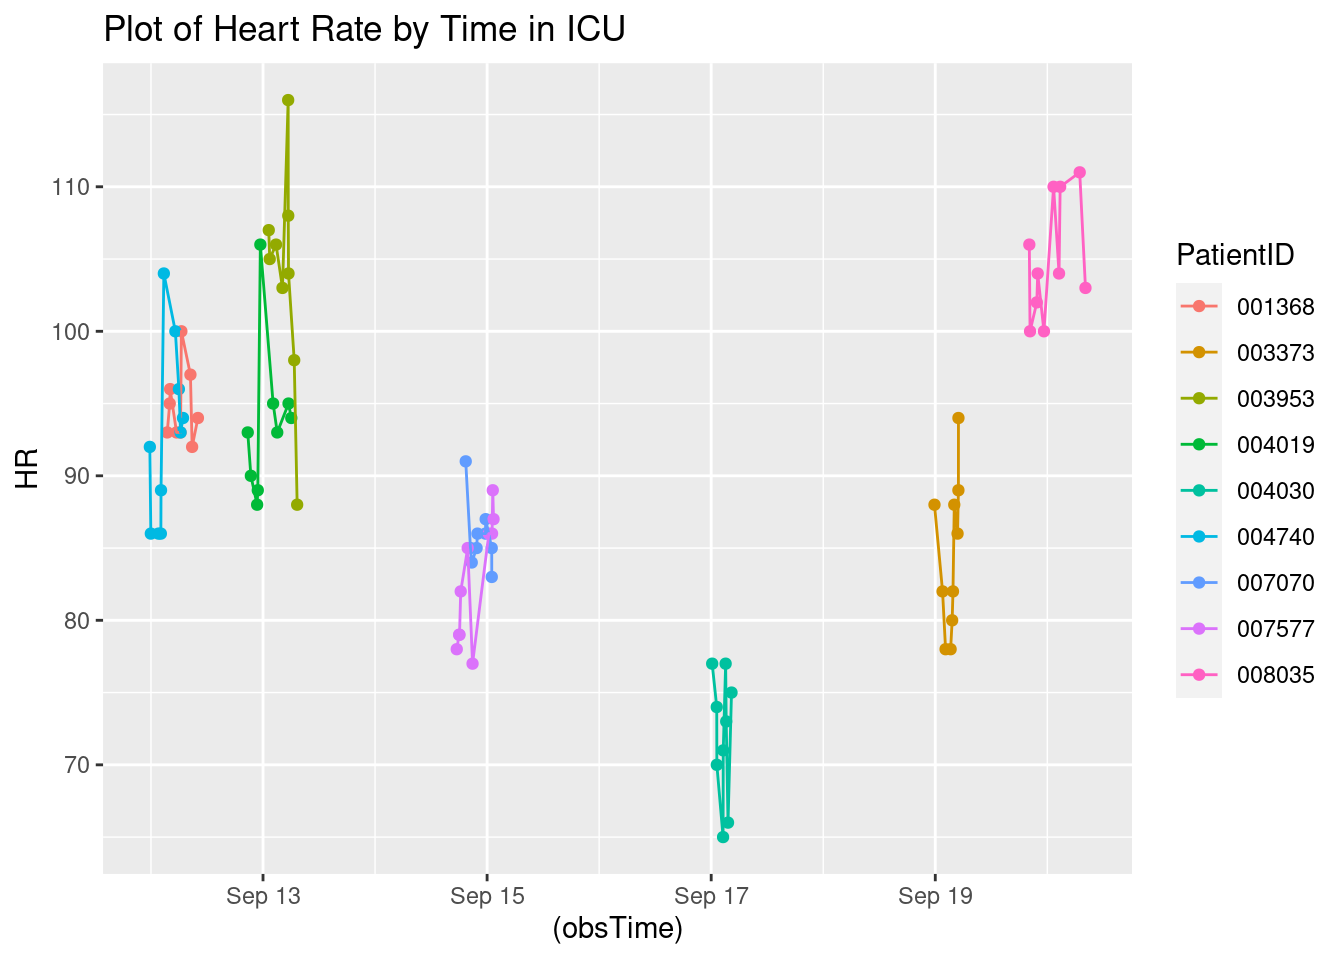 Plot of Heart Rate by Time in ICU
110
100
90
80
70
HR
Sep 13
Sep 15
Sep 17
Sep 19
(obsTime)
PatientID
001368
003373
003953
004019
004030
004740
007070
007577
008035